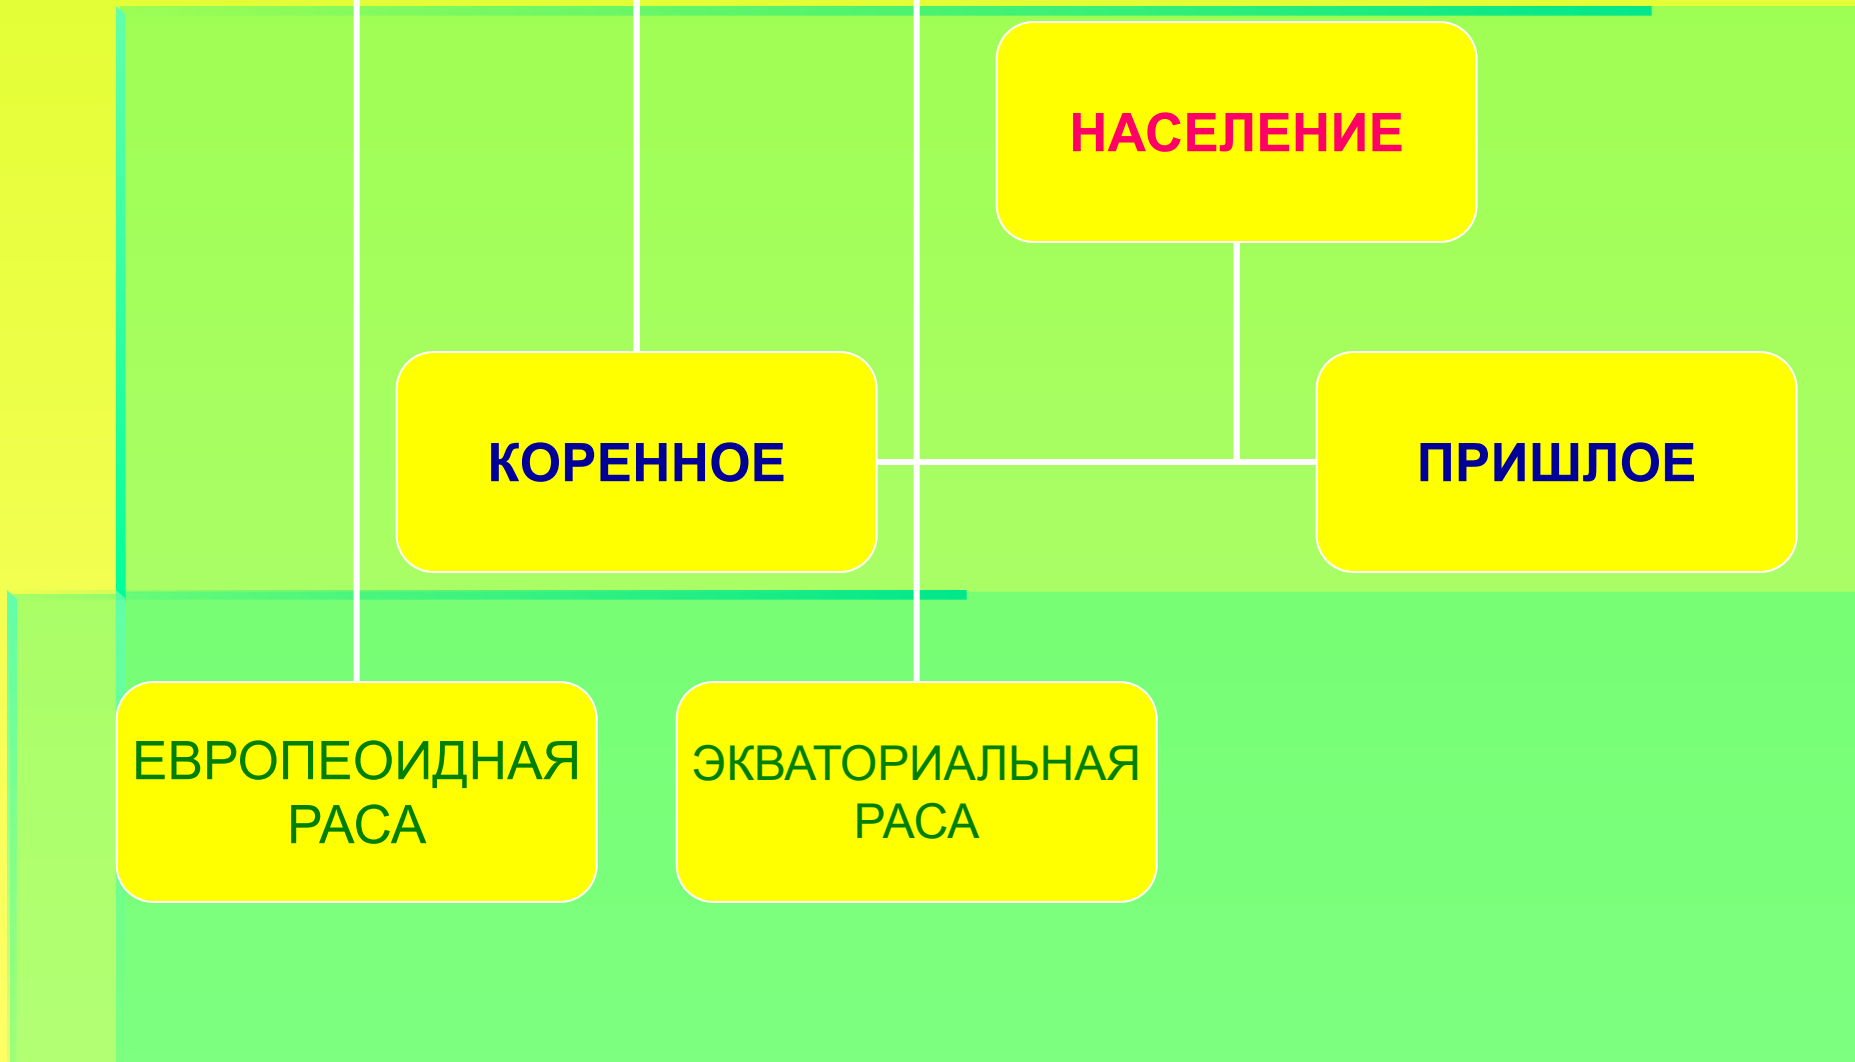 НАСЕЛЕНИЕ
КОРЕННОЕ
ПРИШЛОЕ
ЕВРОПЕОИДНАЯ
РАСА
ЭКВАТОРИАЛЬНАЯ
РАСА